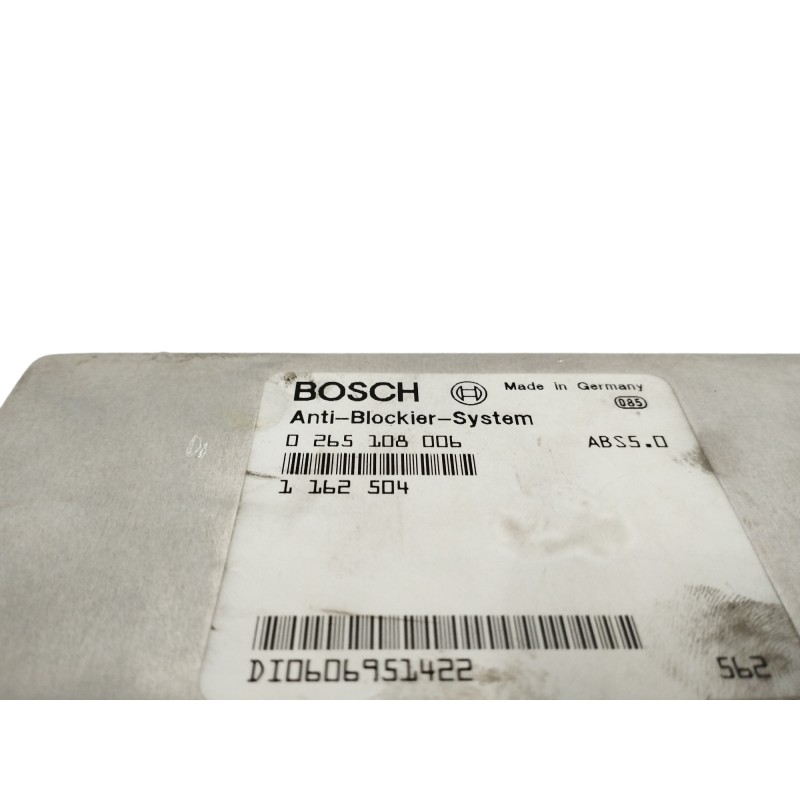 BOSCH Made in Germany
085
Anti-Blockier-System
0 265 108 006 ABS5.0
1 162 504
DI0606951422 562